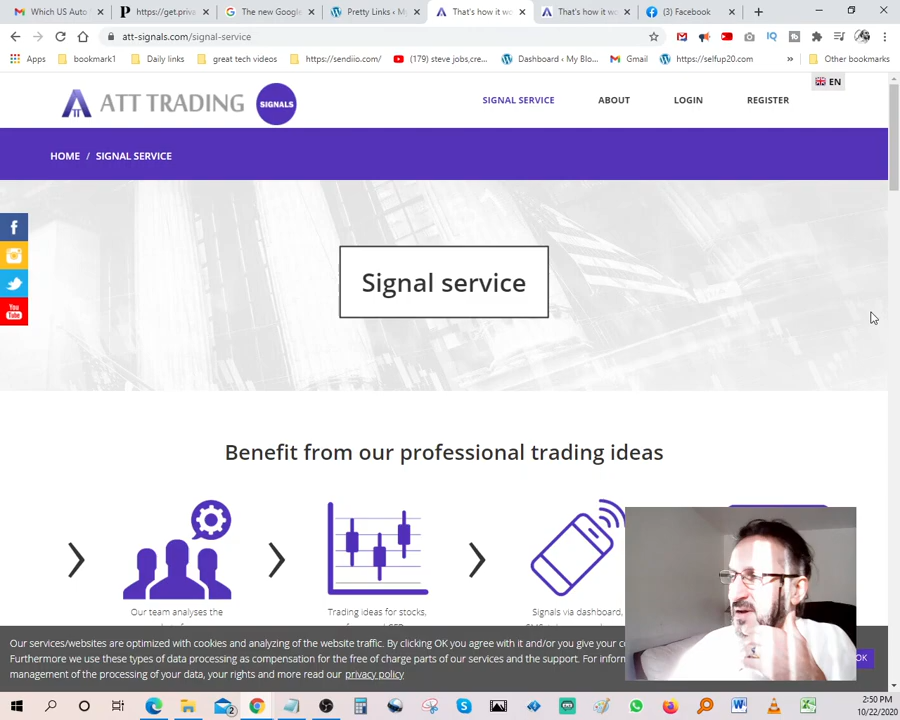 Which US Auto
https://get.priva
The new Google
Pretty Links ‹ M
That's how it wo
That's how it wo
(3) Facebook
att-signals.com/signal-service
Apps
bookmark1
Daily links
great tech videos
https://sendiio.com/
(179) steve jobs,cre...
Dashboard ‹ My Blo...
Gmail
https://selfup20.com
»
Other bookmarks
ATT TRADING SIGNALS
SIGNAL SERVICE
ABOUT
LOGIN
REGISTER
EN
HOME / SIGNAL SERVICE
Signal service
You Tube
Benefit from our professional trading ideas
Our team analyses the
Trading ideas for stocks,
Signals via dashboard,
Our services/websites are optimized with cookies and analyzing of the website traffic. By clicking OK you agree with it and/or you give your
Furthermore we use these types of data processing as compensation for the free of charge parts of our services and the support. For
management of the processing of your data, your rights and more read our privacy policy
OK
2:50 PM
10/22/2020